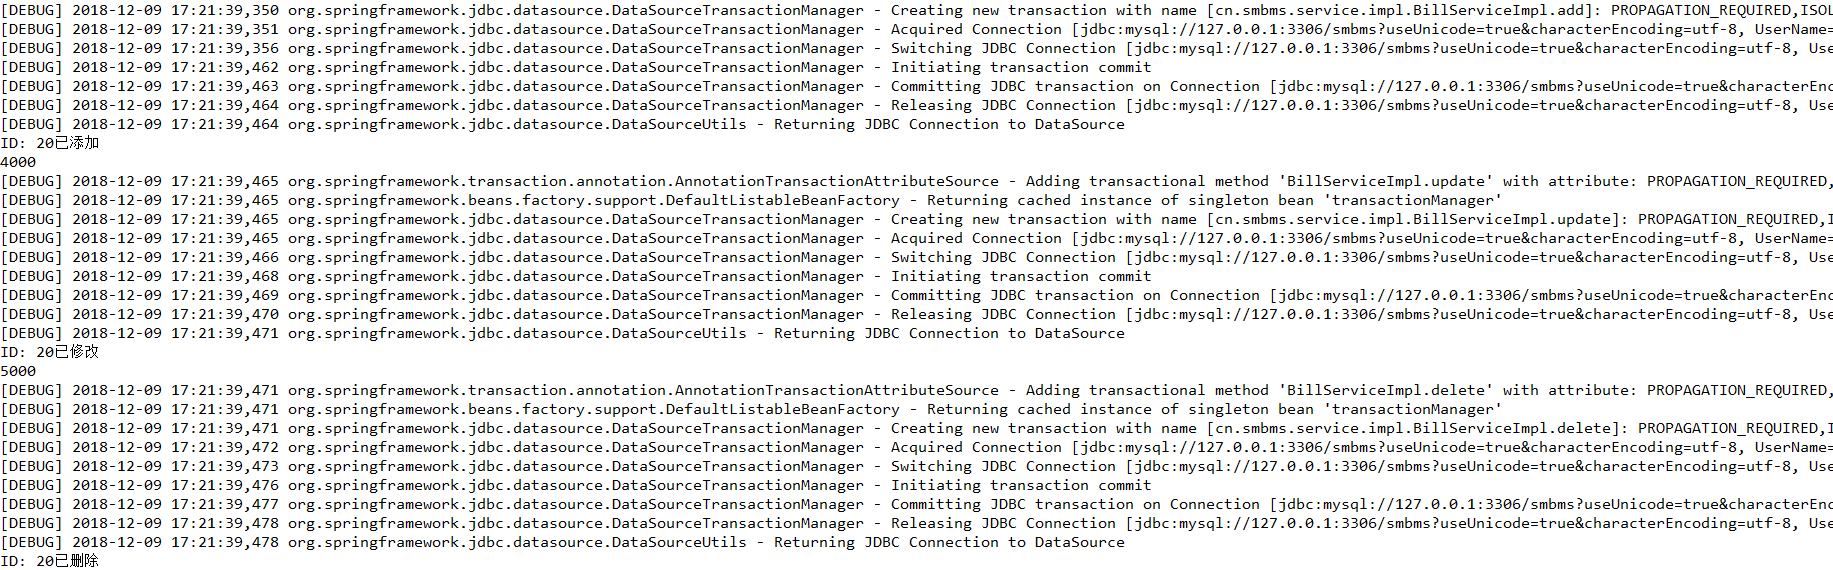 [DEBUG] 2018-12-09 17:21:39,350 org.springframework.jdbc.datasource.DataSourceTransactionManager - Creating new transaction with name [cn.smbms.service.impl.BillServiceImpl.add]: PROPAGATION_REQUIRED,ISOL
[DEBUG] 2018-12-09 17:21:39,351 org.springframework.jdbc.datasource.DataSourceTransactionManager - Acquired Connection [jdbc:mysql://127.0.0.1:3306/smbms?useUnicode=true&characterEncoding=utf-8, UserName=
[DEBUG] 2018-12-09 17:21:39,356 org.springframework.jdbc.datasource.DataSourceTransactionManager - Switching JDBC Connection [jdbc:mysql://127.0.0.1:3306/smbms?useUnicode=true&characterEncoding=utf-8, Use
[DEBUG] 2018-12-09 17:21:39,462 org.springframework.jdbc.datasource.DataSourceTransactionManager - Initiating transaction commit
[DEBUG] 2018-12-09 17:21:39,463 org.springframework.jdbc.datasource.DataSourceTransactionManager - Committing JDBC transaction on Connection [jdbc:mysql://127.0.0.1:3306/smbms?useUnicode=true&characterEnc
[DEBUG] 2018-12-09 17:21:39,464 org.springframework.jdbc.datasource.DataSourceTransactionManager - Releasing JDBC Connection [jdbc:mysql://127.0.0.1:3306/smbms?useUnicode=true&characterEncoding=utf-8, Use
[DEBUG] 2018-12-09 17:21:39,464 org.springframework.jdbc.datasource.DataSourceUtils - Returning JDBC Connection to DataSource
ID: 20已添加
4000
[DEBUG] 2018-12-09 17:21:39,465 org.springframework.transaction.annotation.AnnotationTransactionAttributeSource - Adding transactional method 'BillServiceImpl.update' with attribute: PROPAGATION_REQUIRED,
[DEBUG] 2018-12-09 17:21:39,465 org.springframework.beans.factory.support.DefaultListableBeanFactory - Returning cached instance of singleton bean 'transactionManager'
[DEBUG] 2018-12-09 17:21:39,465 org.springframework.jdbc.datasource.DataSourceTransactionManager - Creating new transaction with name [cn.smbms.service.impl.BillServiceImpl.update]: PROPAGATION_REQUIRED,I
[DEBUG] 2018-12-09 17:21:39,465 org.springframework.jdbc.datasource.DataSourceTransactionManager - Acquired Connection [jdbc:mysql://127.0.0.1:3306/smbms?useUnicode=true&characterEncoding=utf-8, UserName=
[DEBUG] 2018-12-09 17:21:39,466 org.springframework.jdbc.datasource.DataSourceTransactionManager - Switching JDBC Connection [jdbc:mysql://127.0.0.1:3306/smbms?useUnicode=true&characterEncoding=utf-8, Use
[DEBUG] 2018-12-09 17:21:39,468 org.springframework.jdbc.datasource.DataSourceTransactionManager - Initiating transaction commit
[DEBUG] 2018-12-09 17:21:39,469 org.springframework.jdbc.datasource.DataSourceTransactionManager - Committing JDBC transaction on Connection [jdbc:mysql://127.0.0.1:3306/smbms?useUnicode=true&characterEnc
[DEBUG] 2018-12-09 17:21:39,470 org.springframework.jdbc.datasource.DataSourceTransactionManager - Releasing JDBC Connection [jdbc:mysql://127.0.0.1:3306/smbms?useUnicode=true&characterEncoding=utf-8, Use
[DEBUG] 2018-12-09 17:21:39,471 org.springframework.jdbc.datasource.DataSourceUtils - Returning JDBC Connection to DataSource
ID: 20已修改
5000
[DEBUG] 2018-12-09 17:21:39,471 org.springframework.transaction.annotation.AnnotationTransactionAttributeSource - Adding transactional method 'BillServiceImpl.delete' with attribute: PROPAGATION_REQUIRED,
[DEBUG] 2018-12-09 17:21:39,471 org.springframework.beans.factory.support.DefaultListableBeanFactory - Returning cached instance of singleton bean 'transactionManager'
[DEBUG] 2018-12-09 17:21:39,471 org.springframework.jdbc.datasource.DataSourceTransactionManager - Creating new transaction with name [cn.smbms.service.impl.BillServiceImpl.delete]: PROPAGATION_REQUIRED,I
[DEBUG] 2018-12-09 17:21:39,472 org.springframework.jdbc.datasource.DataSourceTransactionManager - Acquired Connection [jdbc:mysql://127.0.0.1:3306/smbms?useUnicode=true&characterEncoding=utf-8, UserName=
[DEBUG] 2018-12-09 17:21:39,473 org.springframework.jdbc.datasource.DataSourceTransactionManager - Switching JDBC Connection [jdbc:mysql://127.0.0.1:3306/smbms?useUnicode=true&characterEncoding=utf-8, Use
[DEBUG] 2018-12-09 17:21:39,476 org.springframework.jdbc.datasource.DataSourceTransactionManager - Initiating transaction commit
[DEBUG] 2018-12-09 17:21:39,477 org.springframework.jdbc.datasource.DataSourceTransactionManager - Committing JDBC transaction on Connection [jdbc:mysql://127.0.0.1:3306/smbms?useUnicode=true&characterEnc
[DEBUG] 2018-12-09 17:21:39,478 org.springframework.jdbc.datasource.DataSourceTransactionManager - Releasing JDBC Connection [jdbc:mysql://127.0.0.1:3306/smbms?useUnicode=true&characterEncoding=utf-8, Use
[DEBUG] 2018-12-09 17:21:39,478 org.springframework.jdbc.datasource.DataSourceUtils - Returning JDBC Connection to DataSource
ID: 20已删除